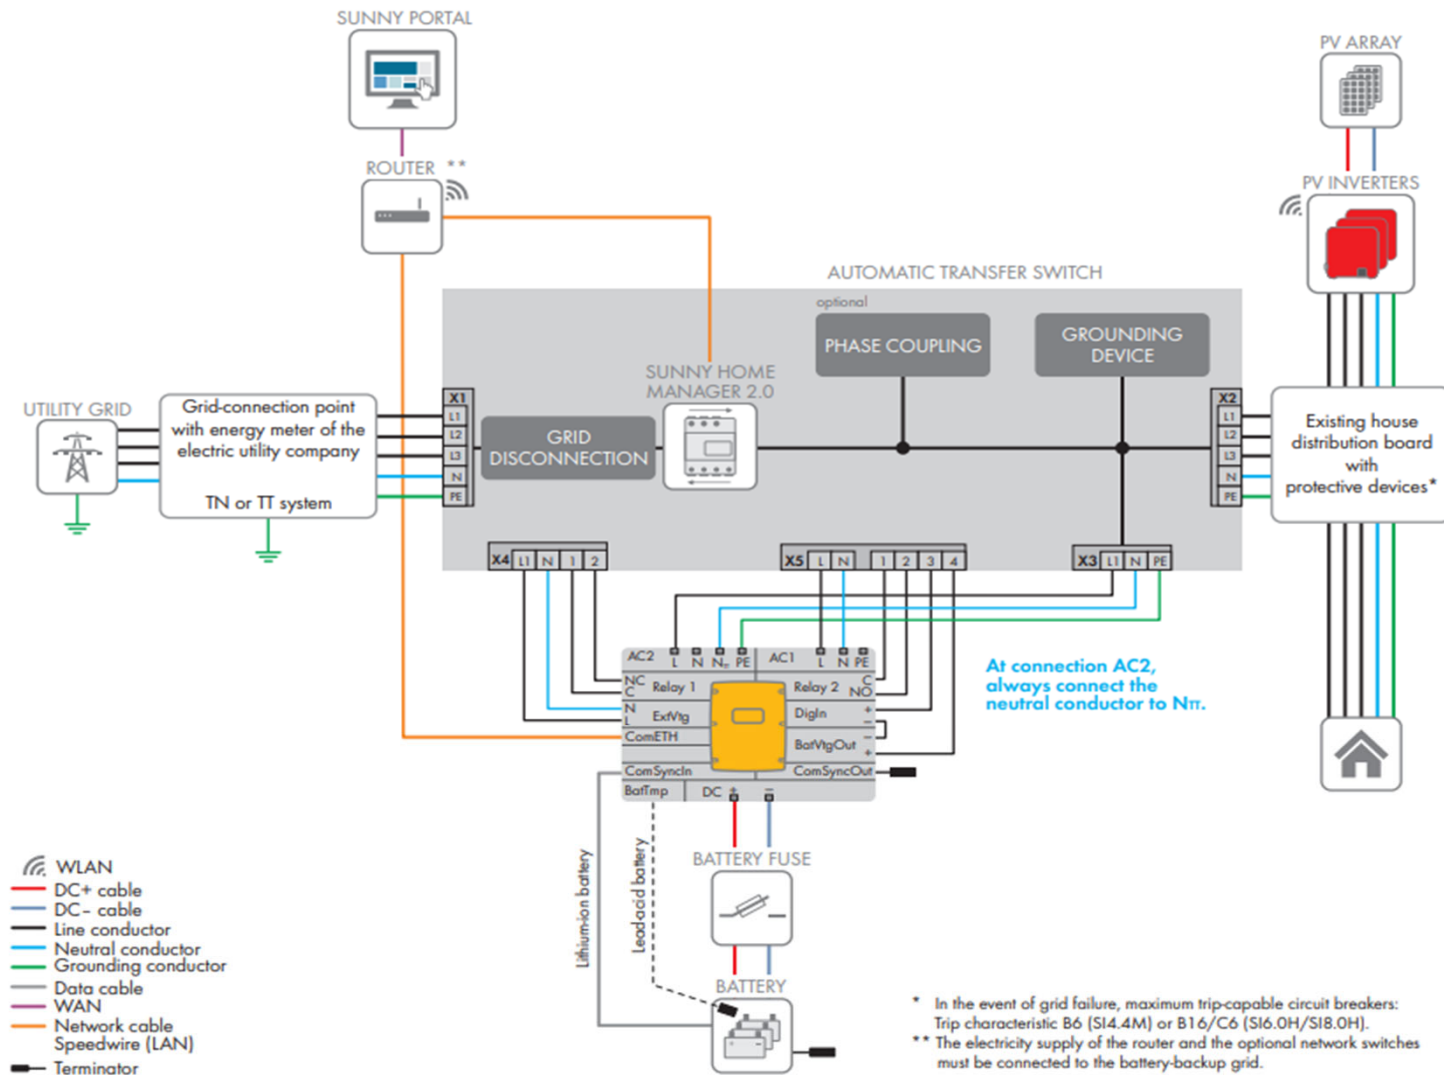 SUNNY PORTAL
PV ARRAY
ROUTER **
PV INVERTERS
AUTOMATIC TRANSFER SWITCH
optional
PHASE COUPLING
GROUNDING
DEVICE
SUNNY HOME
MANAGER 2.0
UTILITY GRID
Grid-connection point
with energy meter of the
electric utility company
TN or TT system
X1
L1
L2
L3
N
PE
GRID
DISCONNECTION
X2
L1
L2
L3
N
PE
Existing house
distribution board
with
protective devices*
X4 L1 N 1 2
X5 L N 1 2 3 4
X3 L1 N PE
AC2 L N NTT PE AC1 L N PE
NC
C
Relay 1
Relay 2
C
NO
N
L
ExtVtg
DigIn
+
−
ComETH
BatVtgOut
−
+
ComSyncIn
ComSyncOut
BatTmp
DC + −
At connection AC2,
always connect the
neutral conductor to NTT.
Lithium-ion battery
Lead-acid battery
BATTERY FUSE
BATTERY
WLAN
DC+ cable
DC− cable
Line conductor
Neutral conductor
Grounding conductor
Data cable
WAN
Network cable
Speedwire (LAN)
Terminator
* In the event of grid failure, maximum trip-capable circuit breakers:
Trip characteristic B6 (SI4.4M) or B16/C6 (SI6.0H/SI8.0H).
** The electricity supply of the router and the optional network switches
must be connected to the battery-backup grid.